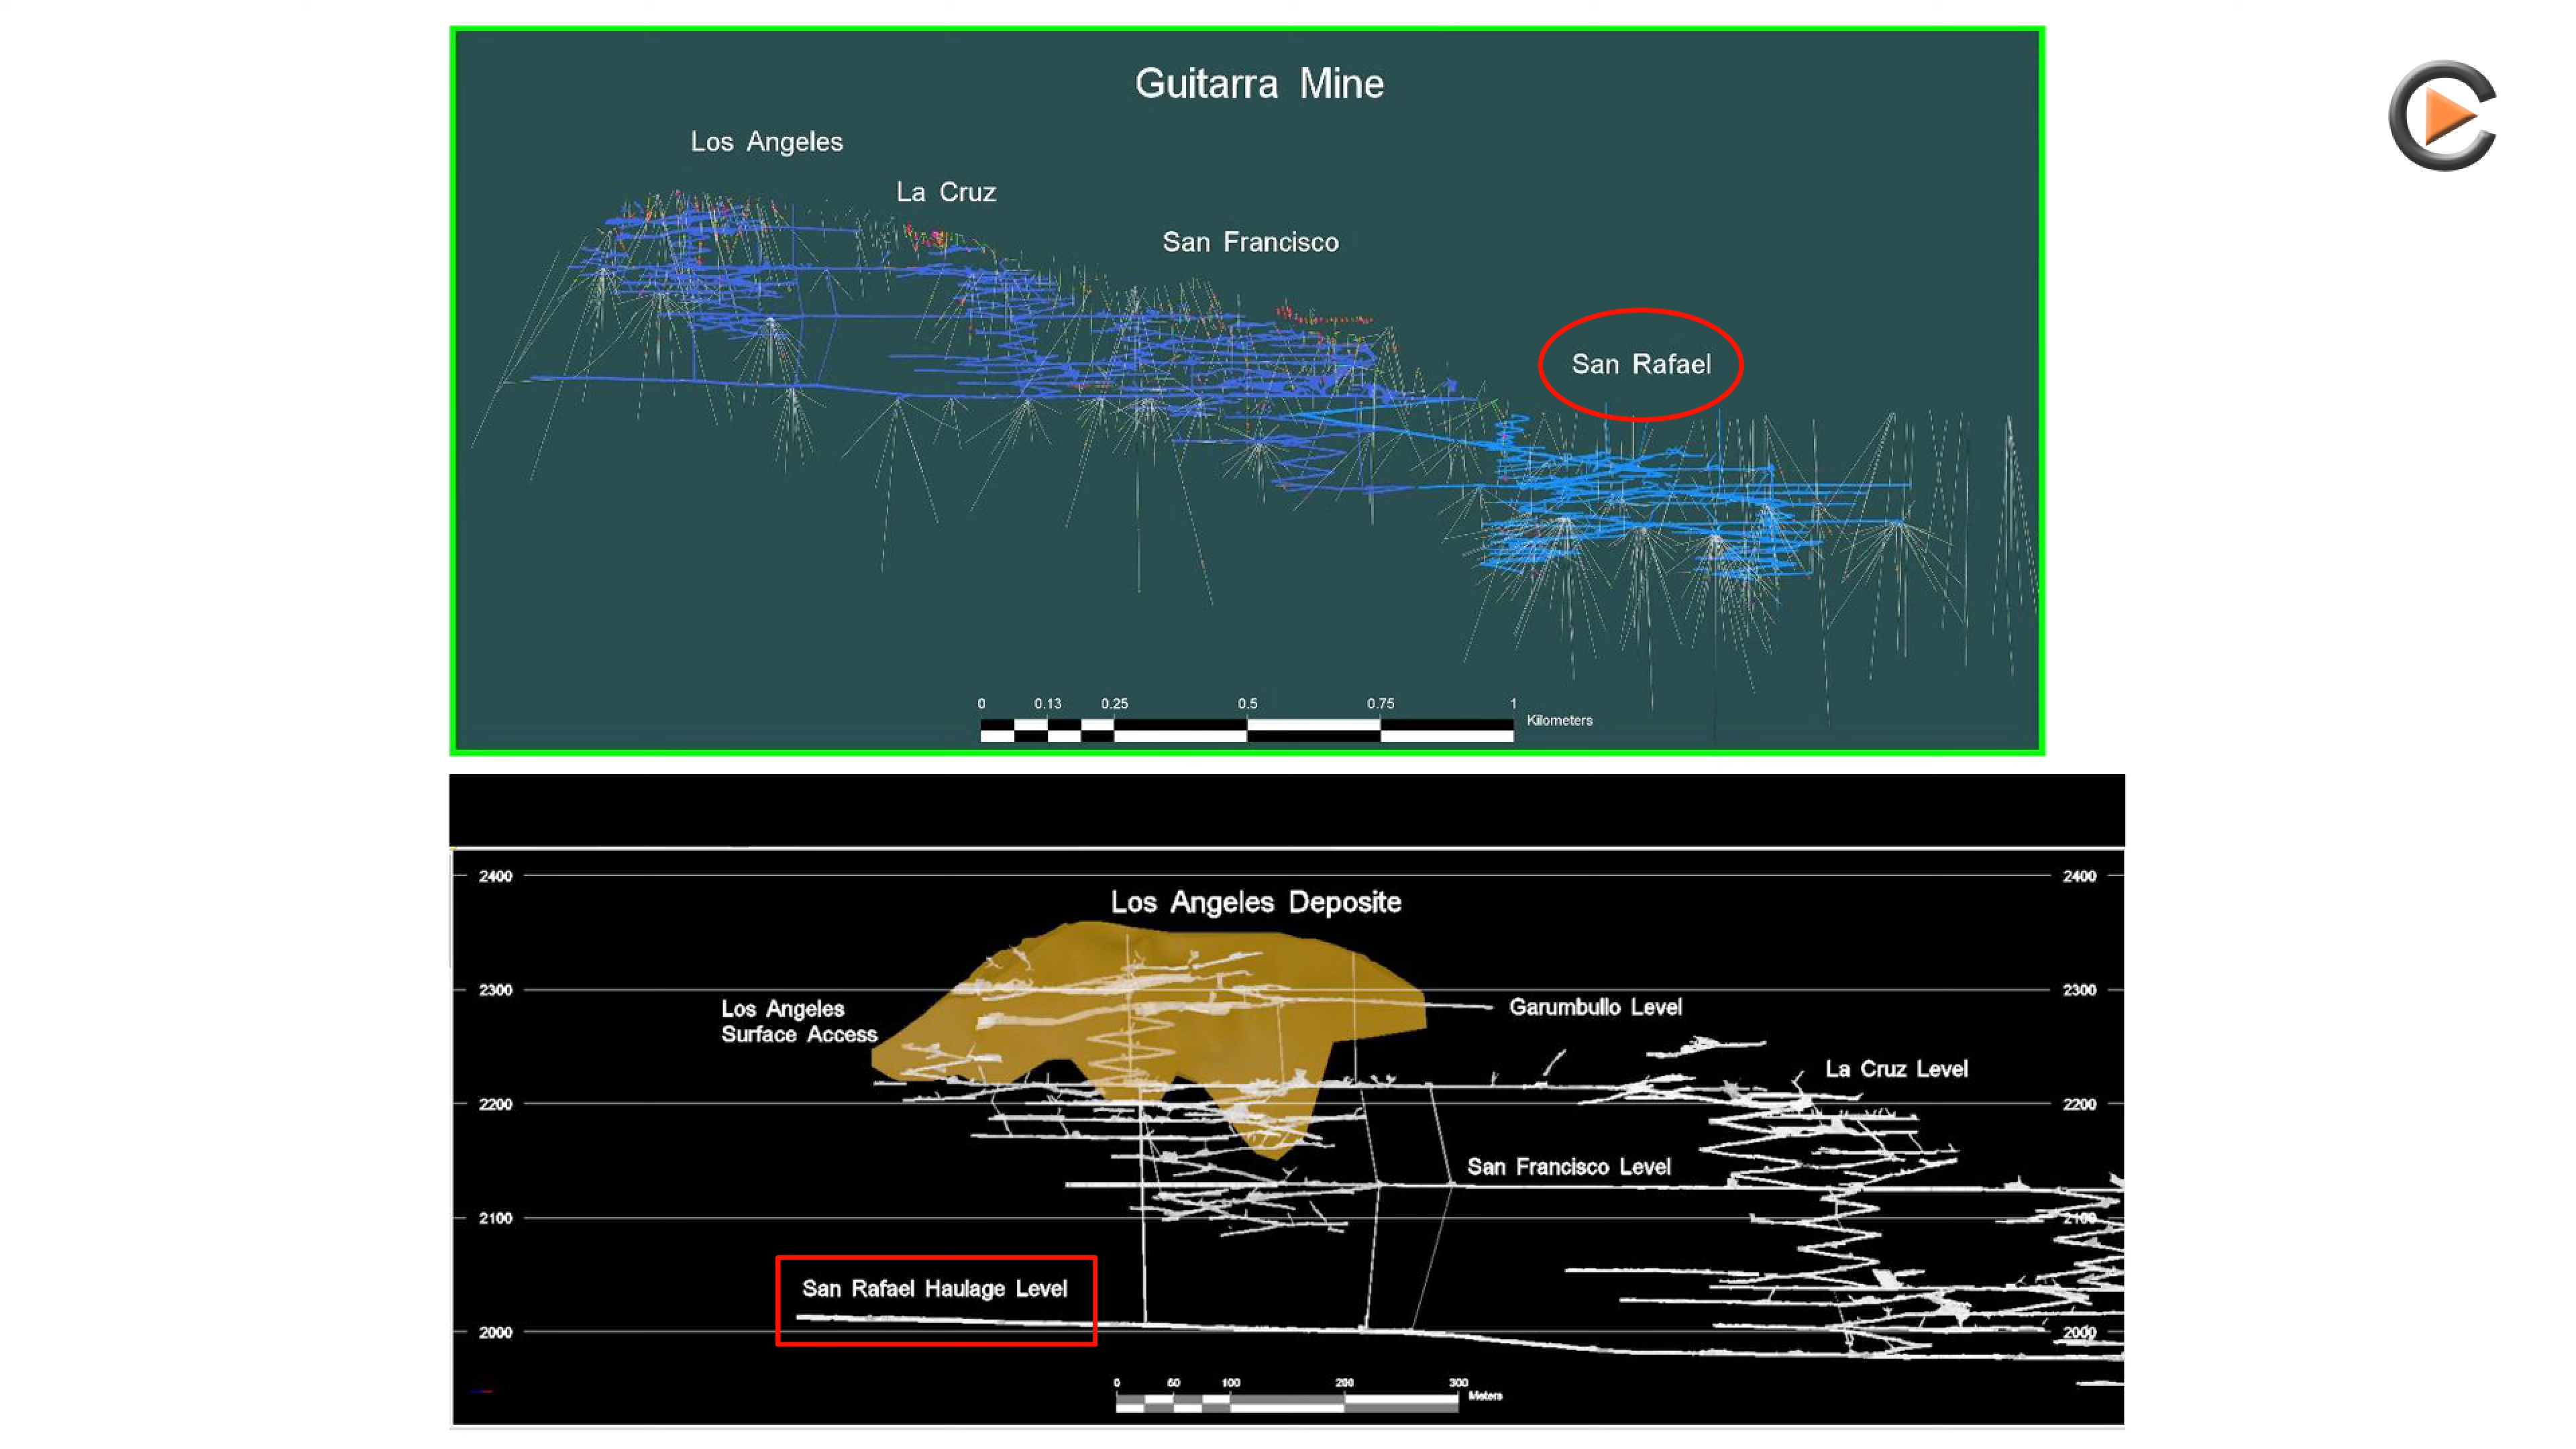 Guitarra Mine
Los Angeles
La Cruz
San Francisco
San Rafael
0 0.13 0.25 0.5 0.75 1
Kilometers
2400 2400
Los Angeles Deposite
2300 2300
Los Angeles
Surface Access
Garumbullo Level
La Cruz Level
2200 2200
San Francisco Level
2100 2100
San Rafael Haulage Level
2000 2000
0 50 100 200 300
Meters